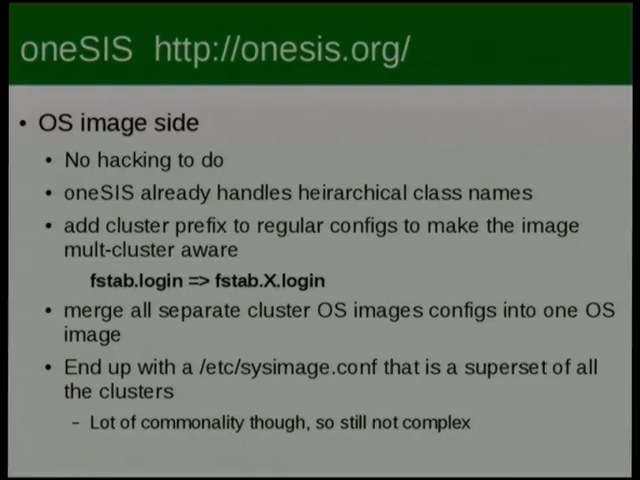 oneSIS http://onesis.org/
• OS image side
• No hacking to do
• oneSIS already handles heirarchical class names
• add cluster prefix to regular configs to make the image
mult-cluster aware
fstab.login => fstab.X.login
• merge all separate cluster OS images configs into one OS
image
• End up with a /etc/sysimage.conf that is a superset of all
the clusters
– Lot of commonality though, so still not complex